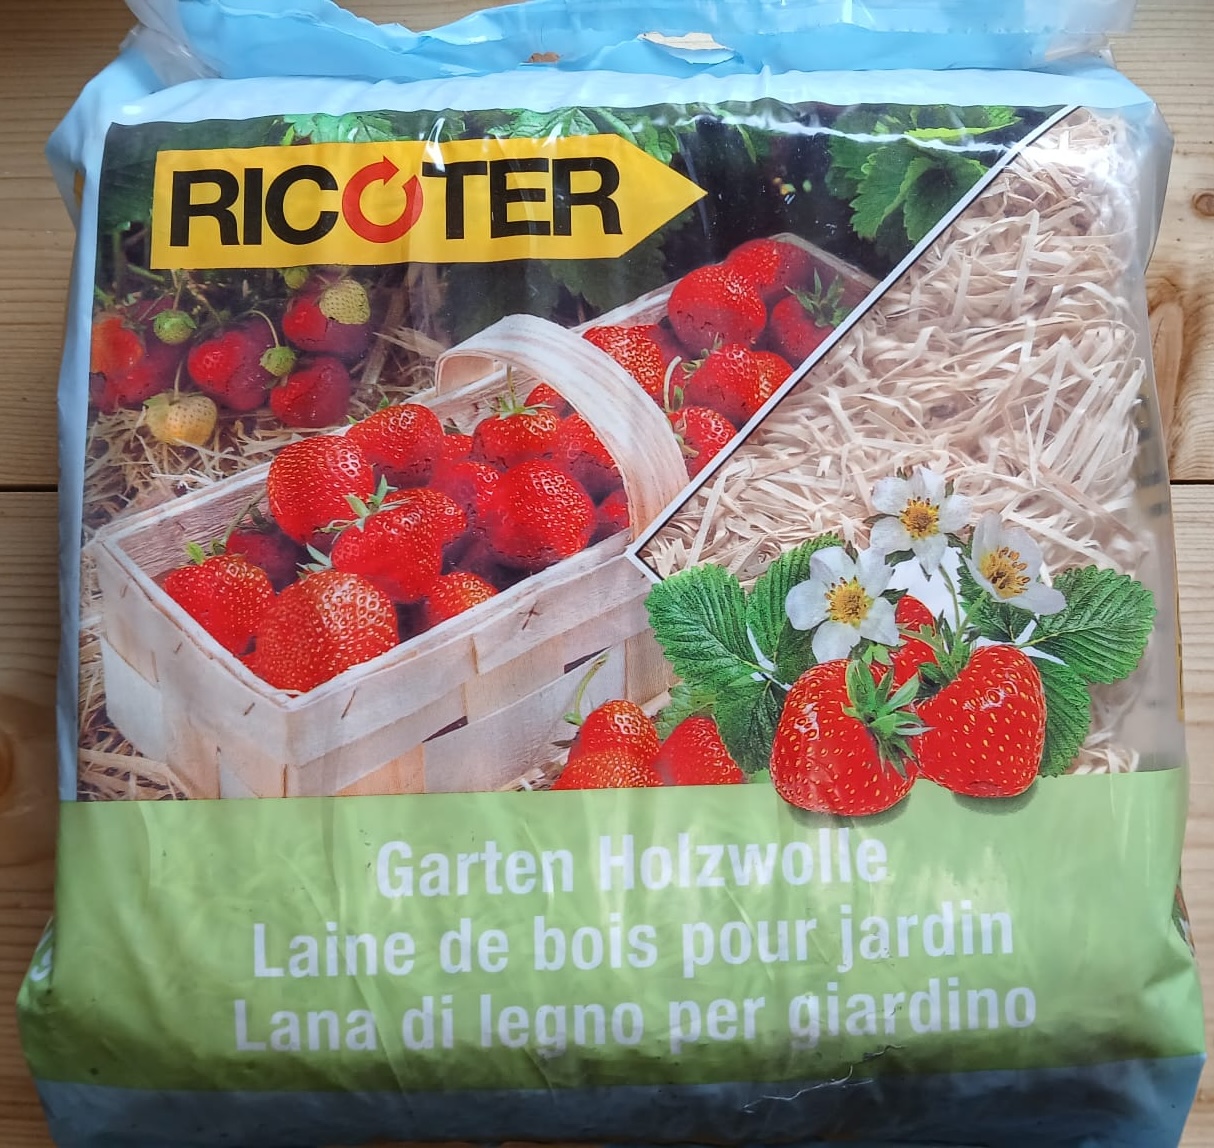 RICOTER
Garten Holzwolle
Laine de bois pour jardin
Lana di legno per giardino